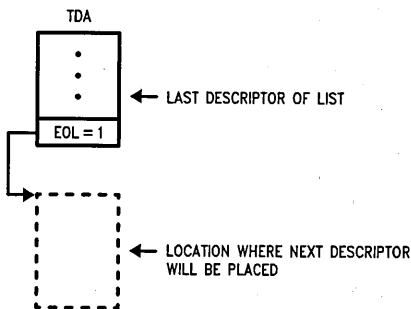 TDA
LAST DESCRIPTOR OF LIST
EOL = 1
LOCATION WHERE NEXT DESCRIPTOR
WILL BE PLACED